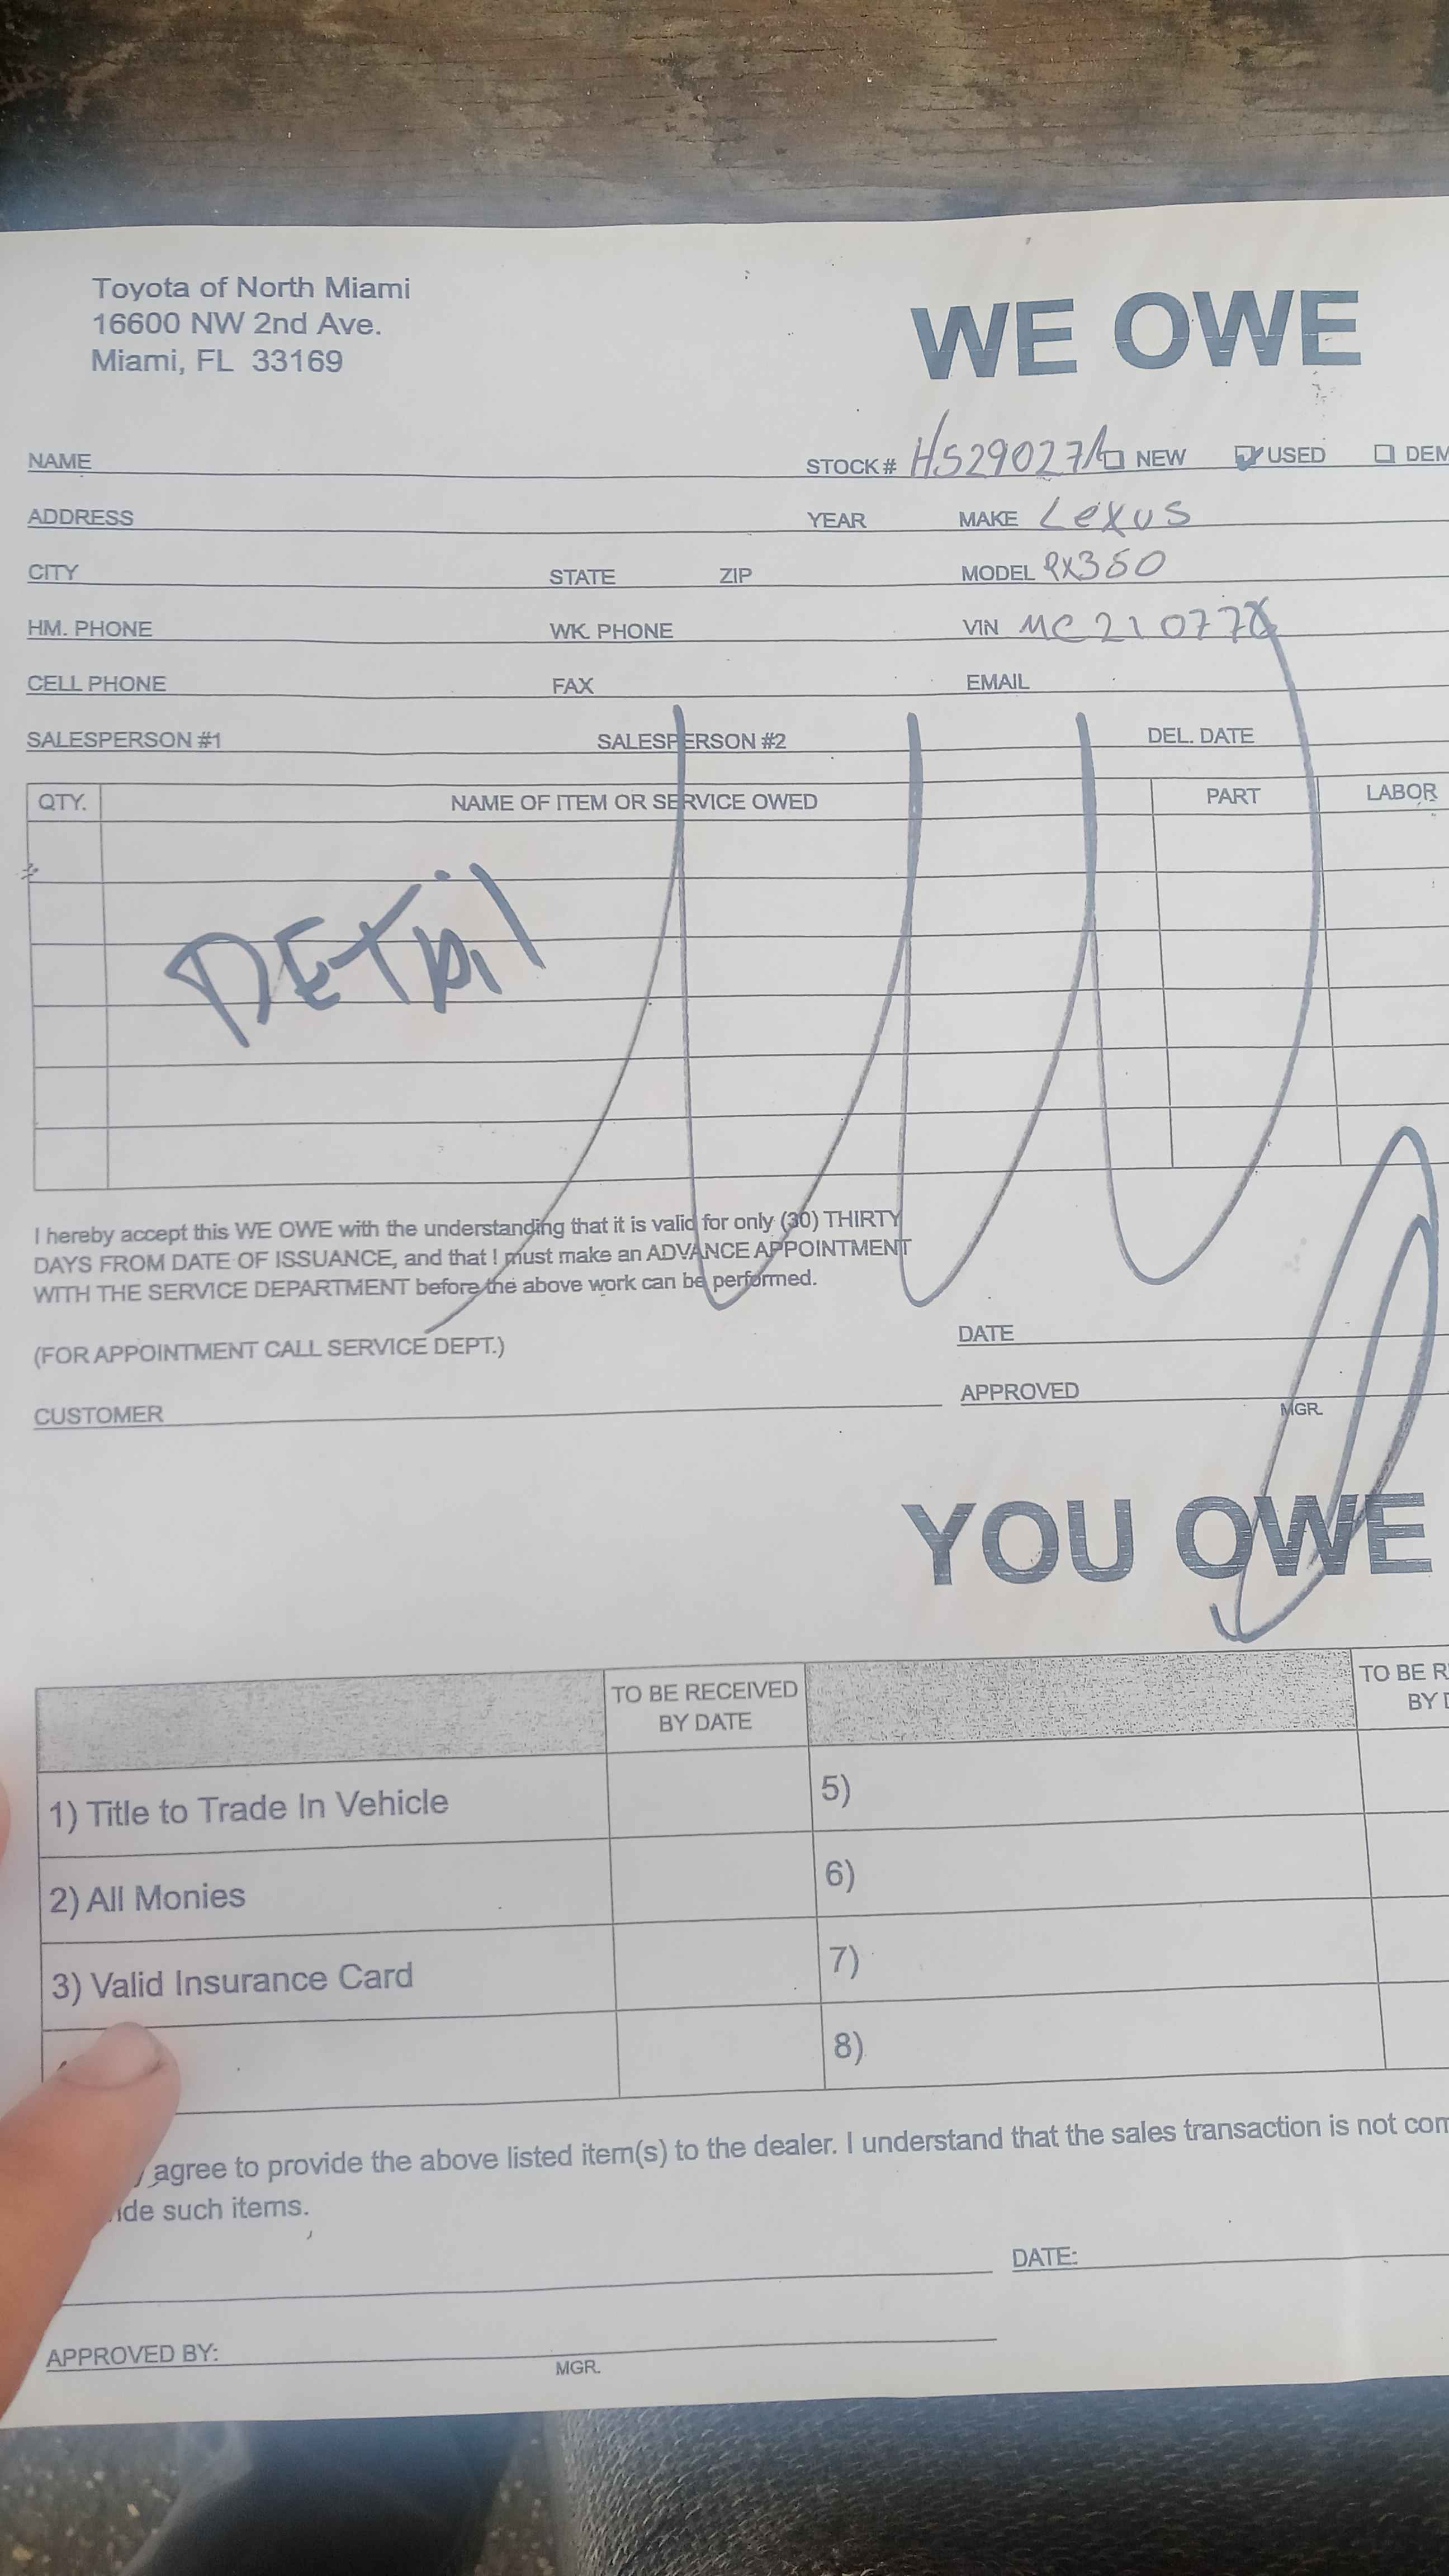 Toyota of North Miami
16600 NW 2nd Ave.
Miami, FL 33169
WE OWE
NAME STOCK# HS29027A NEW USED DEM
ADDRESS YEAR MAKE Lexus
CITY STATE ZIP MODEL RX350
HM. PHONE WK. PHONE VIN MC21077
CELL PHONE FAX EMAIL
SALESPERSON #1 SALESPERSON #2 DEL. DATE
QTY. NAME OF ITEM OR SERVICE OWED PART LABOR
DETAil
I hereby accept this WE OWE with the understanding that it is valid for only (30) THIRTY
DAYS FROM DATE OF ISSUANCE, and that I must make an ADVANCE APPOINTMENT
WITH THE SERVICE DEPARTMENT before the above work can be performed.
(FOR APPOINTMENT CALL SERVICE DEPT.) DATE
CUSTOMER APPROVED
MGR.
YOU OWE
TO BE RECEIVED BY DATE TO BE R
BY D
1) Title to Trade In Vehicle 5)
2) All Monies 6)
3) Valid Insurance Card 7)
8)
agree to provide the above listed item(s) to the dealer. I understand that the sales transaction is not com
ide such items.
DATE:
APPROVED BY:
MGR.